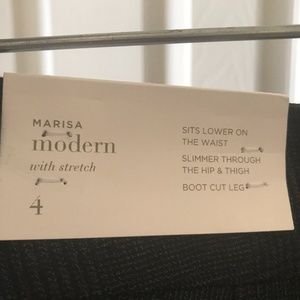 MARISA
modern
with stretch
4
SITS LOWER ON
THE WAIST
SLIMMER THROUGH
THE HIP & THIGH
BOOT CUT LEG